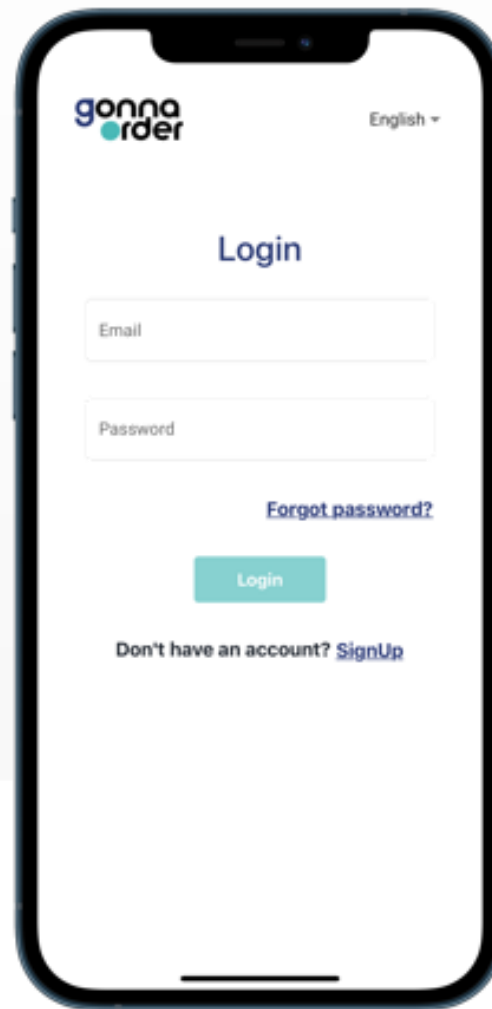 gonna
order
English
Login
Email
Password
Forgot password?
Login
Don't have an account? SignUp